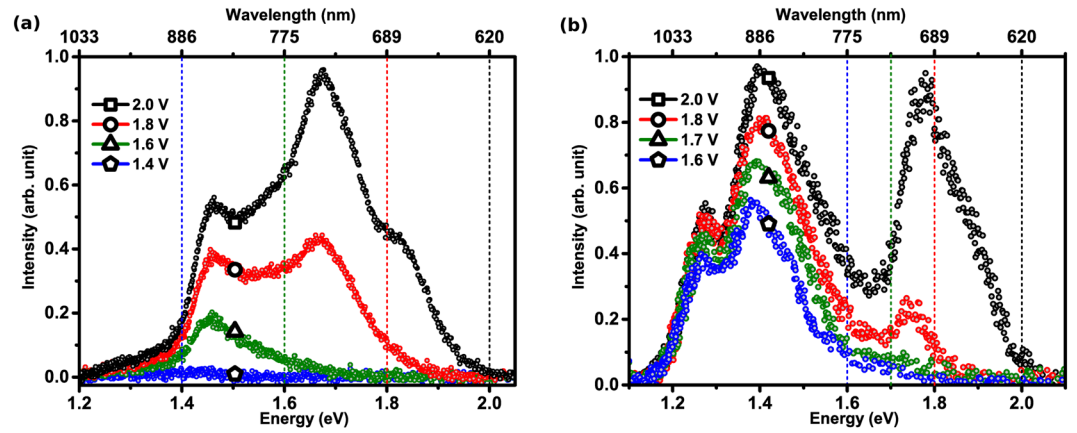 (a)
Wavelength (nm)
1033 886 775 689 620
1.0
0.8
0.6
0.4
0.2
0.0
Intensity (arb. unit)
2.0 V
1.8 V
1.6 V
1.4 V
1.2 1.4 1.6 1.8 2.0
Energy (eV)
(b)
Wavelength (nm)
1033 886 775 689 620
1.0
0.8
0.6
0.4
0.2
0.0
Intensity (arb. unit)
2.0 V
1.8 V
1.7 V
1.6 V
1.2 1.4 1.6 1.8 2.0
Energy (eV)